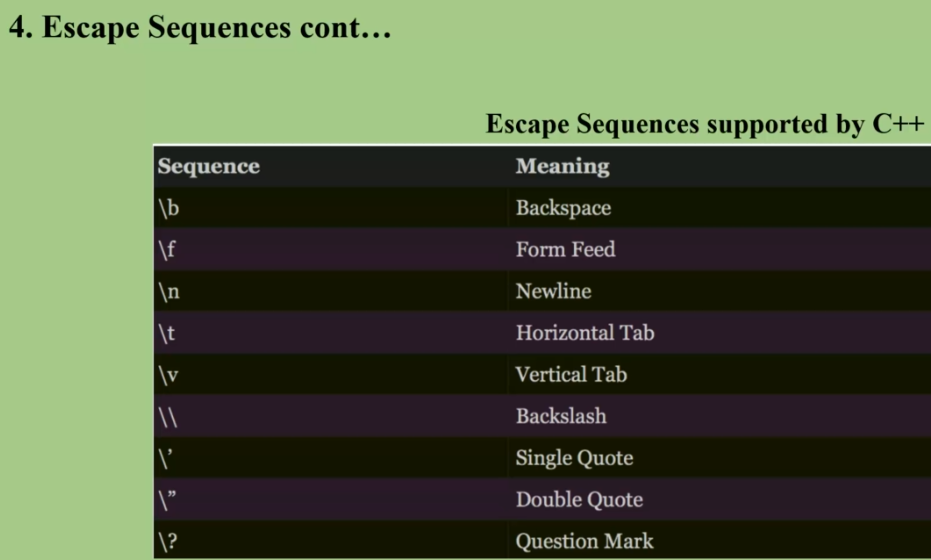 4. Escape Sequences cont…
Escape Sequences supported by C++
Sequence Meaning
\b Backspace
\f Form Feed
\n Newline
\t Horizontal Tab
\v Vertical Tab
\\ Backslash
\’ Single Quote
\” Double Quote
\? Question Mark